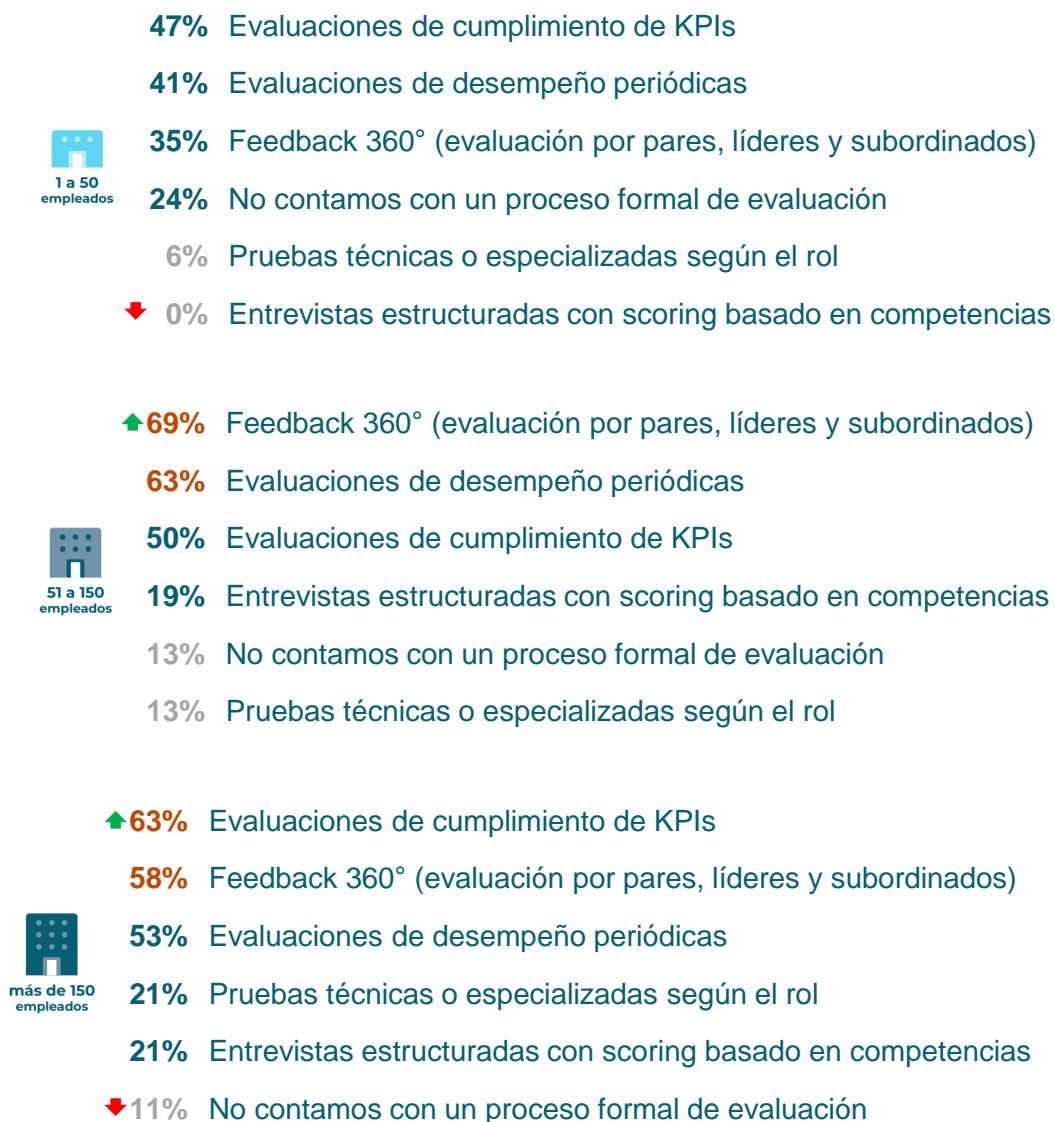 47% Evaluaciones de cumplimiento de KPIs
41% Evaluaciones de desempeño periódicas
35% Feedback 360° (evaluación por pares, líderes y subordinados)
1 a 50
empleados
24% No contamos con un proceso formal de evaluación
6% Pruebas técnicas o especializadas según el rol
0% Entrevistas estructuradas con scoring basado en competencias
69% Feedback 360° (evaluación por pares, líderes y subordinados)
63% Evaluaciones de desempeño periódicas
50% Evaluaciones de cumplimiento de KPIs
51 a 150
empleados
19% Entrevistas estructuradas con scoring basado en competencias
13% No contamos con un proceso formal de evaluación
13% Pruebas técnicas o especializadas según el rol
63% Evaluaciones de cumplimiento de KPIs
58% Feedback 360° (evaluación por pares, líderes y subordinados)
53% Evaluaciones de desempeño periódicas
más de 150
empleados
21% Pruebas técnicas o especializadas según el rol
21% Entrevistas estructuradas con scoring basado en competencias
11% No contamos con un proceso formal de evaluación